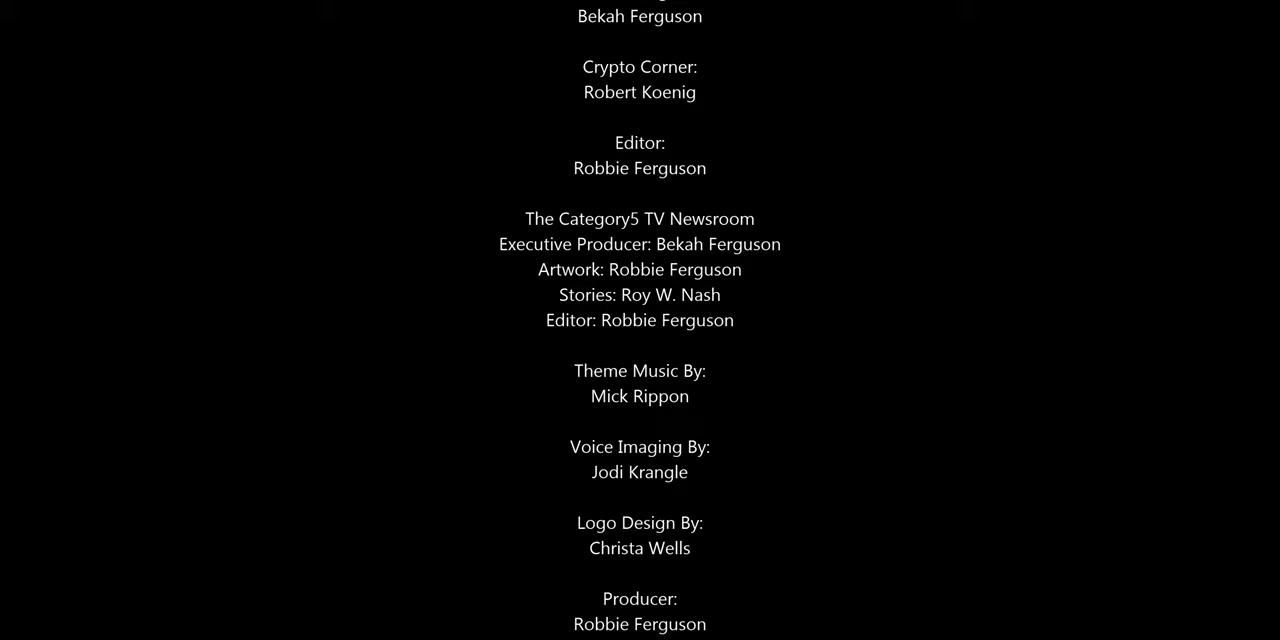 Bekah Ferguson
Crypto Corner:
Robert Koenig
Editor:
Robbie Ferguson
The Category5 TV Newsroom
Executive Producer: Bekah Ferguson
Artwork: Robbie Ferguson
Stories: Roy W. Nash
Editor: Robbie Ferguson
Theme Music By:
Mick Rippon
Voice Imaging By:
Jodi Krangle
Logo Design By:
Christa Wells
Producer:
Robbie Ferguson